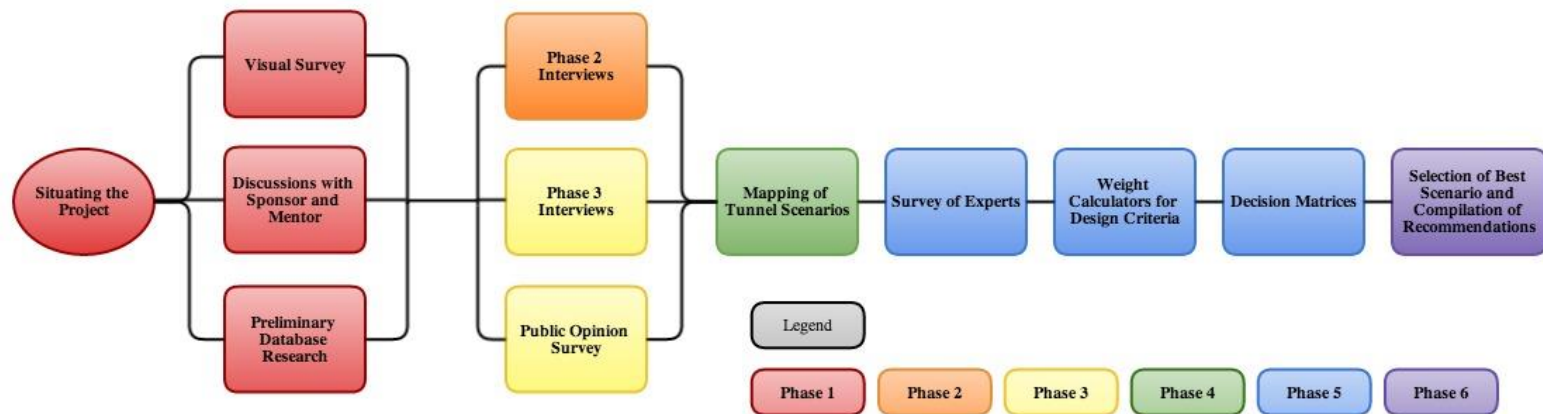 Situating the
Project
Visual Survey
Discussions with
Sponsor and
Mentor
Preliminary
Database
Research
Phase 2
Interviews
Phase 3
Interviews
Public Opinion
Survey
Mapping of
Tunnel Scenarios
Survey of Experts
Weight
Calculators for
Design Criteria
Decision Matrices
Selection of Best
Scenario and
Compilation of
Recommendations
Legend
Phase 1
Phase 2
Phase 3
Phase 4
Phase 5
Phase 6